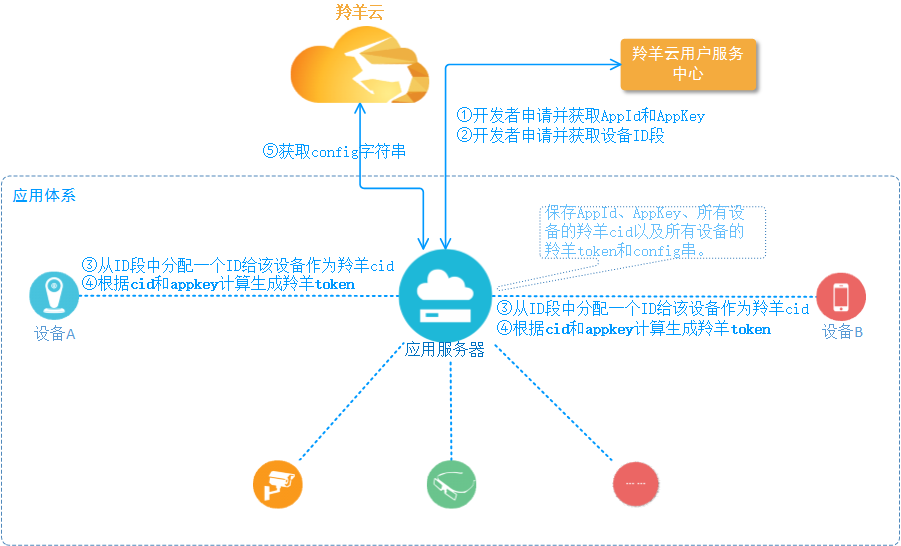 羚羊云
羚羊云用户服务
中心
①开发者申请并获取AppId和AppKey
②开发者申请并获取设备ID段
⑤获取config字符串
应用体系
保存AppId、AppKey、所有设
备的羚羊cid以及所有设备的
羚羊token和config串。
③从ID段中分配一个ID给该设备作为羚羊cid
④根据cid和appkey计算生成羚羊token
设备A
③从ID段中分配一个ID给该设备作为羚羊cid
④根据cid和appkey计算生成羚羊token
设备B
应用服务器
……